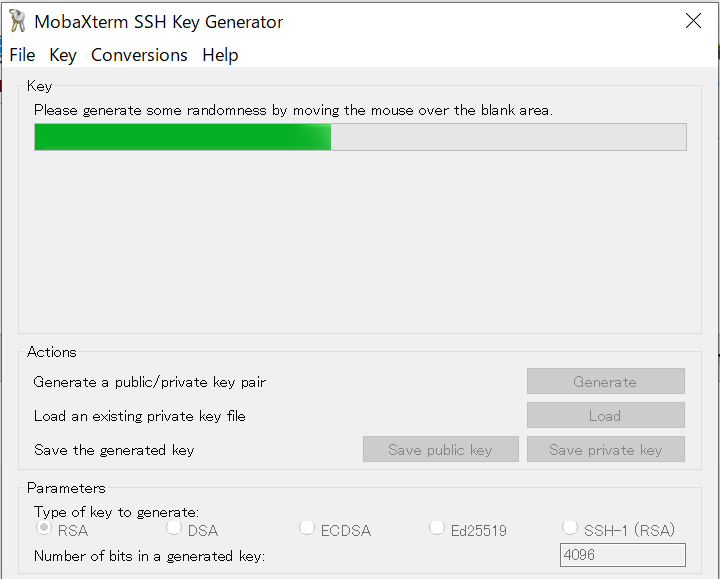 MobaXterm SSH Key Generator
File Key Conversions Help
Key
Please generate some randomness by moving the mouse over the blank area.
Actions
Generate a public/private key pair Generate
Load an existing private key file Load
Save the generated key Save public key Save private key
Parameters
Type of key to generate:
RSA DSA ECDSA Ed25519 SSH-1 (RSA)
Number of bits in a generated key: 4096